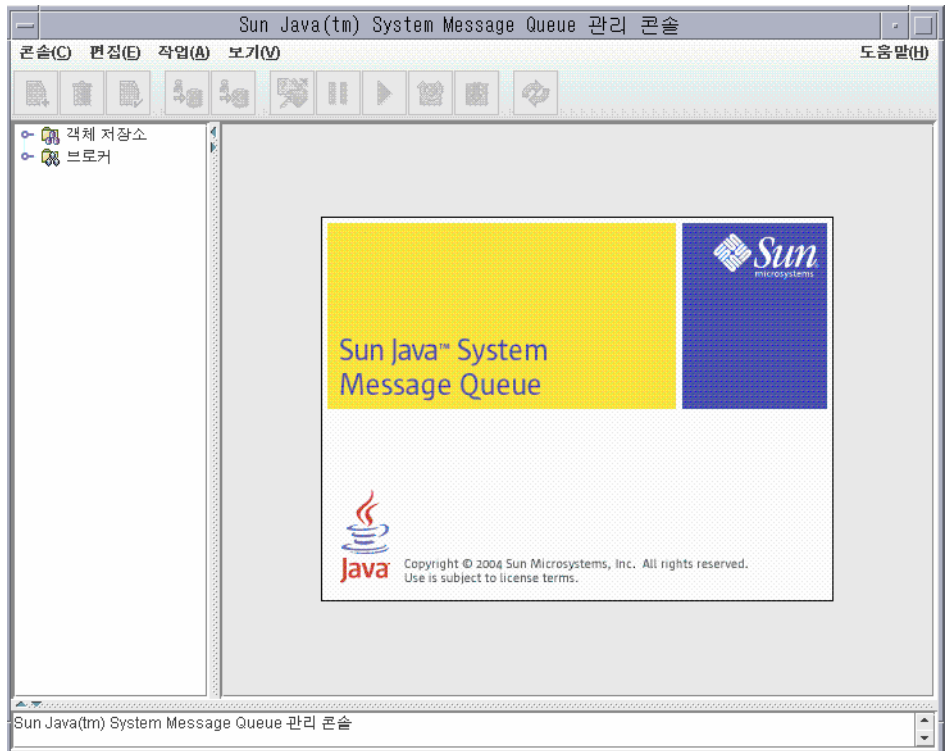 Sun Java(tm) System Message Queue 관리 콘솔
콘솔(C) 편집(E) 작업(A) 보기(V) 도움말(H)
객체 저장소
브로커
Sun
microsystems
Sun Java™ System
Message Queue
Java
Copyright © 2004 Sun Microsystems, Inc. All rights reserved.
Use is subject to license terms.
Sun Java(tm) System Message Queue 관리 콘솔